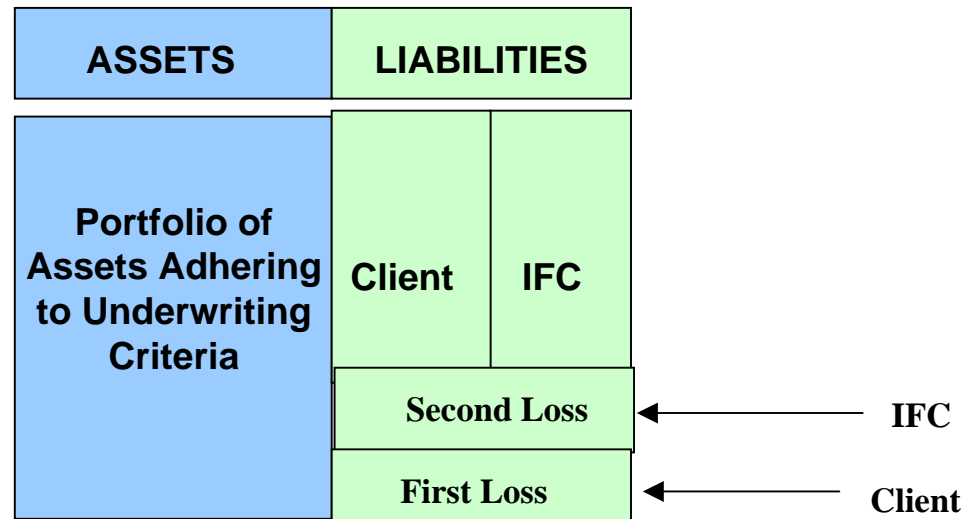 ASSETS
LIABILITIES
Portfolio of
Assets Adhering
to Underwriting
Criteria
Client
IFC
Second Loss
IFC
First Loss
Client